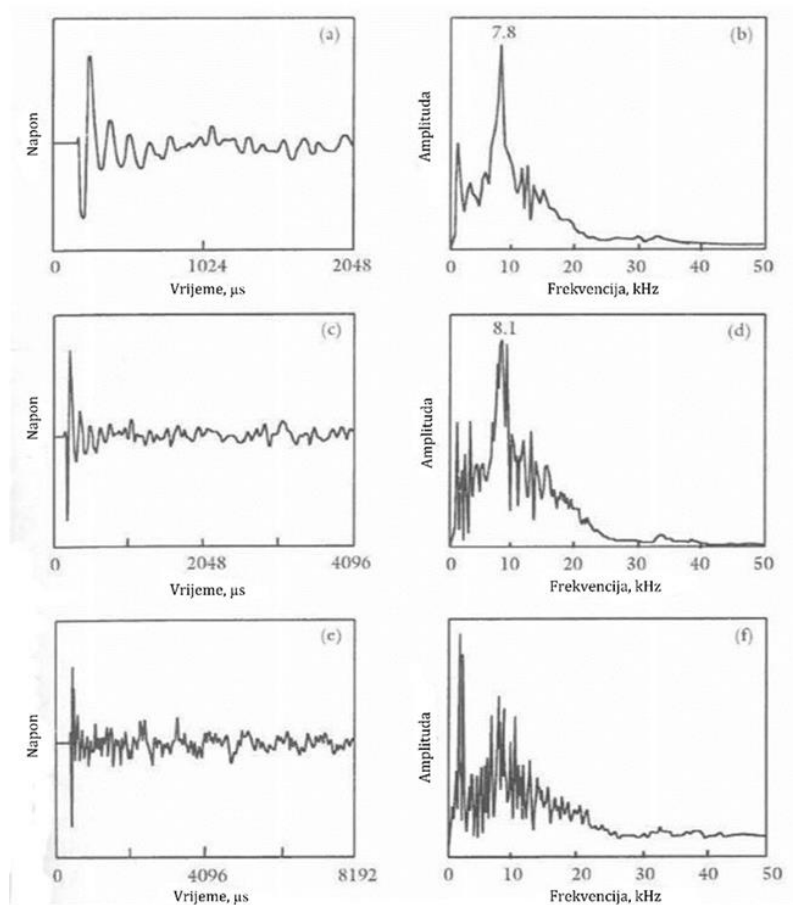 (a)
Napon
0 1024 2048
Vrijeme, μs
7.8
(b)
Amplituda
0 10 20 30 40 50
Frekvencija, kHz
(c)
Napon
0 2048 4096
Vrijeme, μs
8.1
(d)
Amplituda
0 10 20 30 40 50
Frekvencija, kHz
(e)
Napon
0 4096 8192
Vrijeme, μs
(f)
Amplituda
0 10 20 30 40 50
Frekvencija, kHz